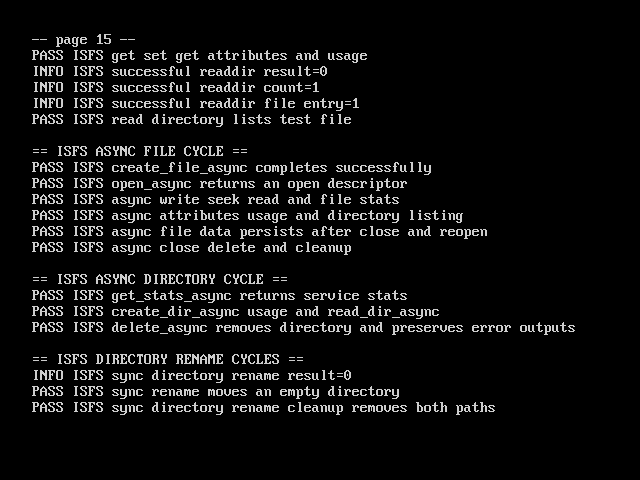 -- page 15 --
PASS ISFS get set get attributes and usage
INFO ISFS successful readdir result=0
INFO ISFS successful readdir count=1
INFO ISFS successful readdir file entry=1
PASS ISFS read directory lists test file
== ISFS ASYNC FILE CYCLE ==
PASS ISFS create_file_async completes successfully
PASS ISFS open_async returns an open descriptor
PASS ISFS async write seek read and file stats
PASS ISFS async attributes usage and directory listing
PASS ISFS async file data persists after close and reopen
PASS ISFS async close delete and cleanup
== ISFS ASYNC DIRECTORY CYCLE ==
PASS ISFS get_stats_async returns service stats
PASS ISFS create_dir_async usage and read_dir_async
PASS ISFS delete_async removes directory and preserves error outputs
== ISFS DIRECTORY RENAME CYCLES ==
INFO ISFS sync directory rename result=0
PASS ISFS sync rename moves an empty directory
PASS ISFS sync directory rename cleanup removes both paths